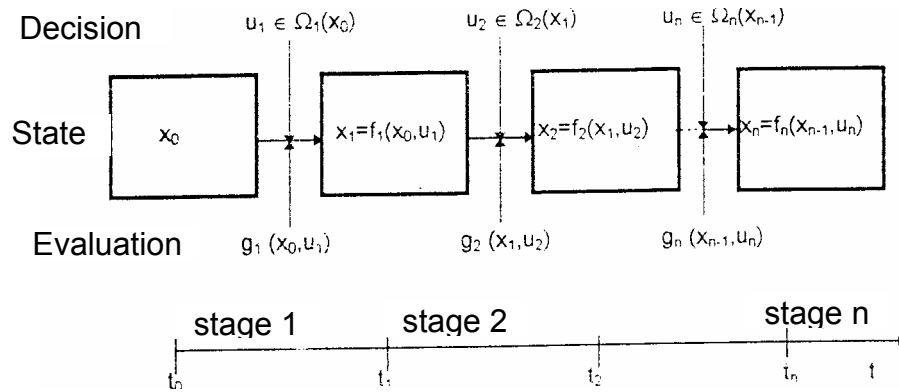 Decision
u₁ ∈ Ω₁(x₀) u₂ ∈ Ω₂(x₁) uₙ ∈ Ωₙ(xₙ₋₁)
State
x₀ x₁=f₁(x₀,u₁) x₂=f₂(x₁,u₂) xₙ=fₙ(xₙ₋₁,uₙ)
Evaluation
g₁ (x₀,u₁) g₂ (x₁,u₂) gₙ (xₙ₋₁,uₙ)
stage 1 stage 2 stage n
t₀ t₁ t₂ tₙ t